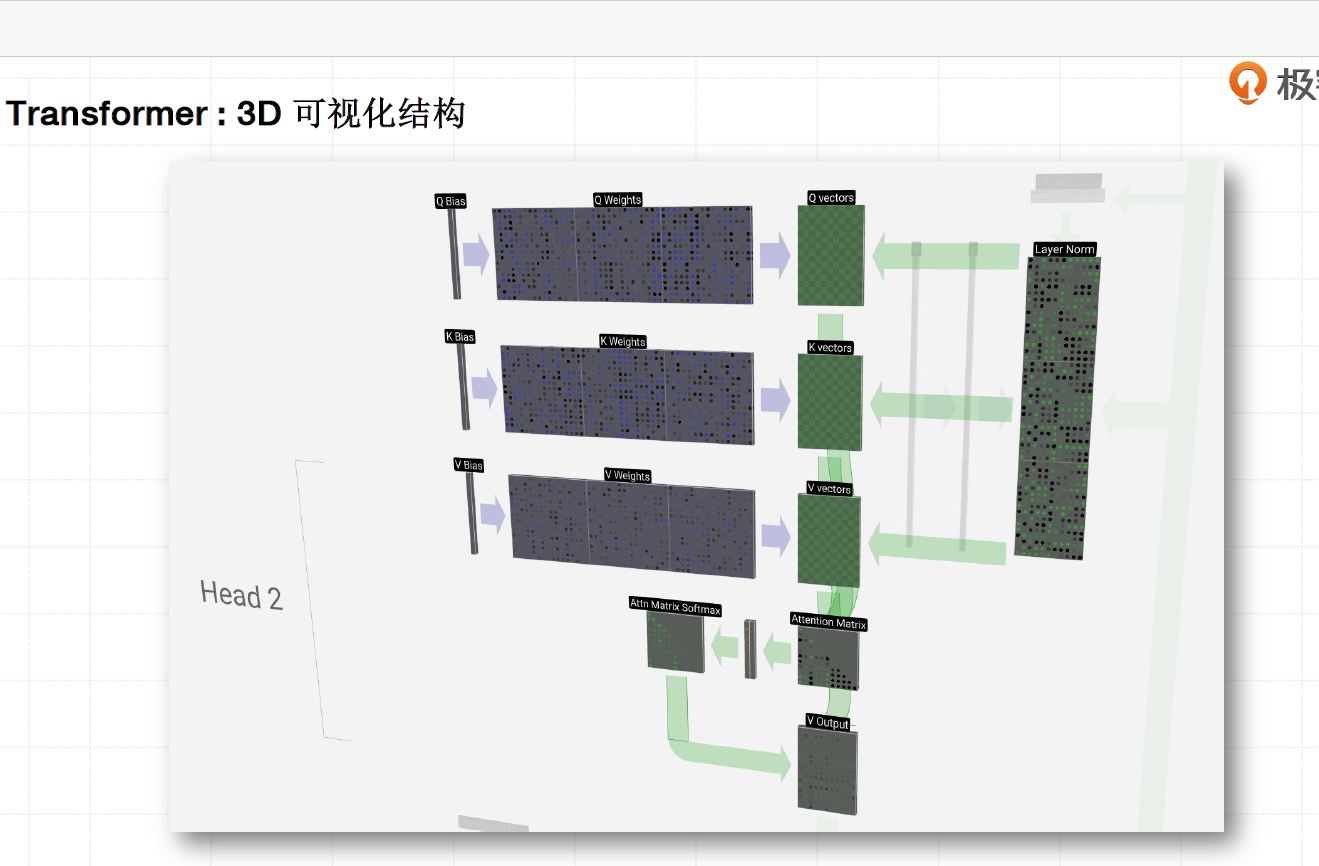 极
Transformer : 3D 可视化结构
Q Bias
Q Weights
Q vectors
Layer Norm
K Bias
K Weights
K vectors
V Bias
V Weights
V vectors
Head 2
Attn Matrix Softmax
Attention Matrix
V Output